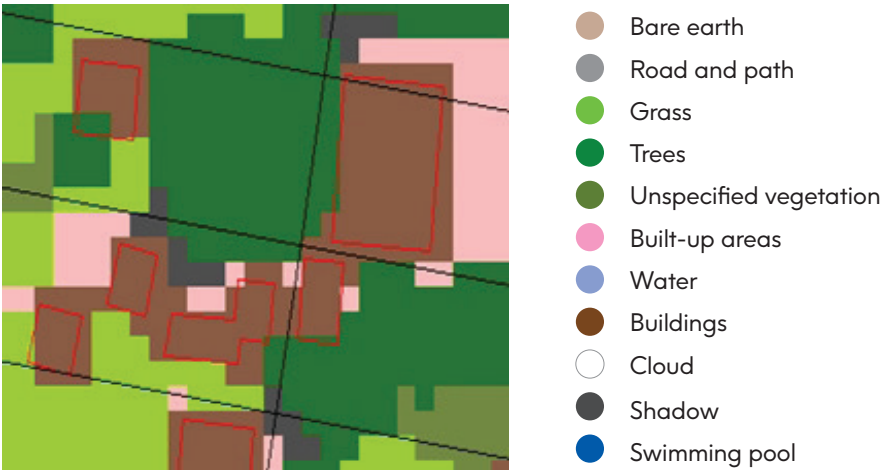 Bare earth
Road and path
Grass
Trees
Unspecified vegetation
Built-up areas
Water
Buildings
Cloud
Shadow
Swimming pool